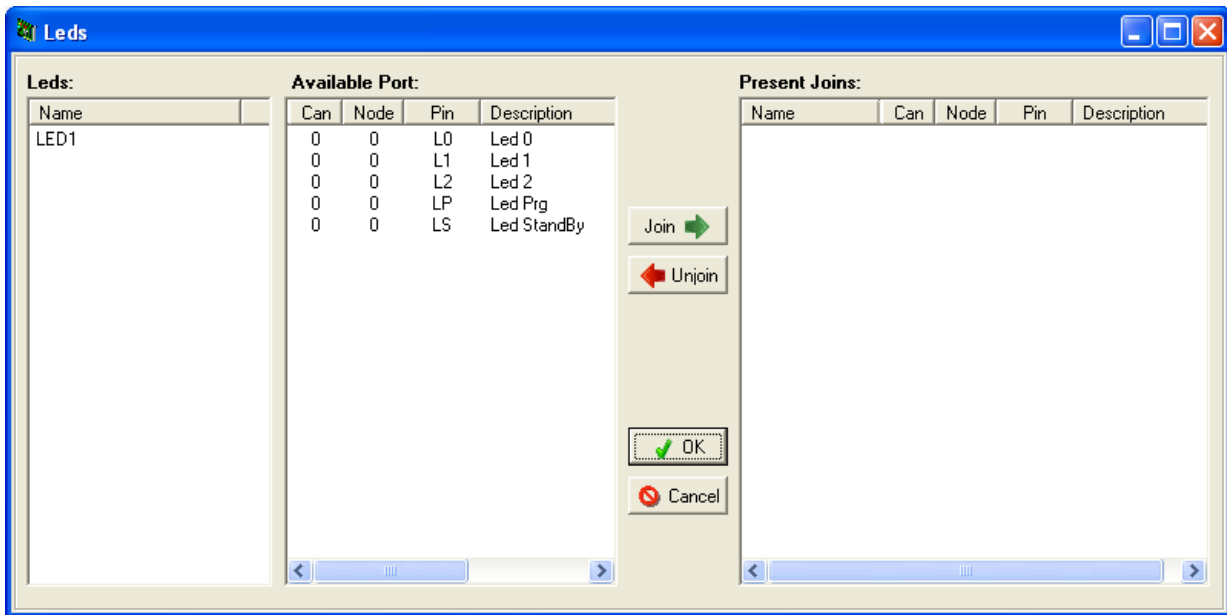 Leds
Leds: Available Port: Present Joins:
Name Can Node Pin Description Name Can Node Pin Description
LED1 0 0 L0 Led 0
0 0 L1 Led 1
0 0 L2 Led 2
0 0 LP Led Prg
0 0 LS Led StandBy
Join
Unjoin
OK
Cancel